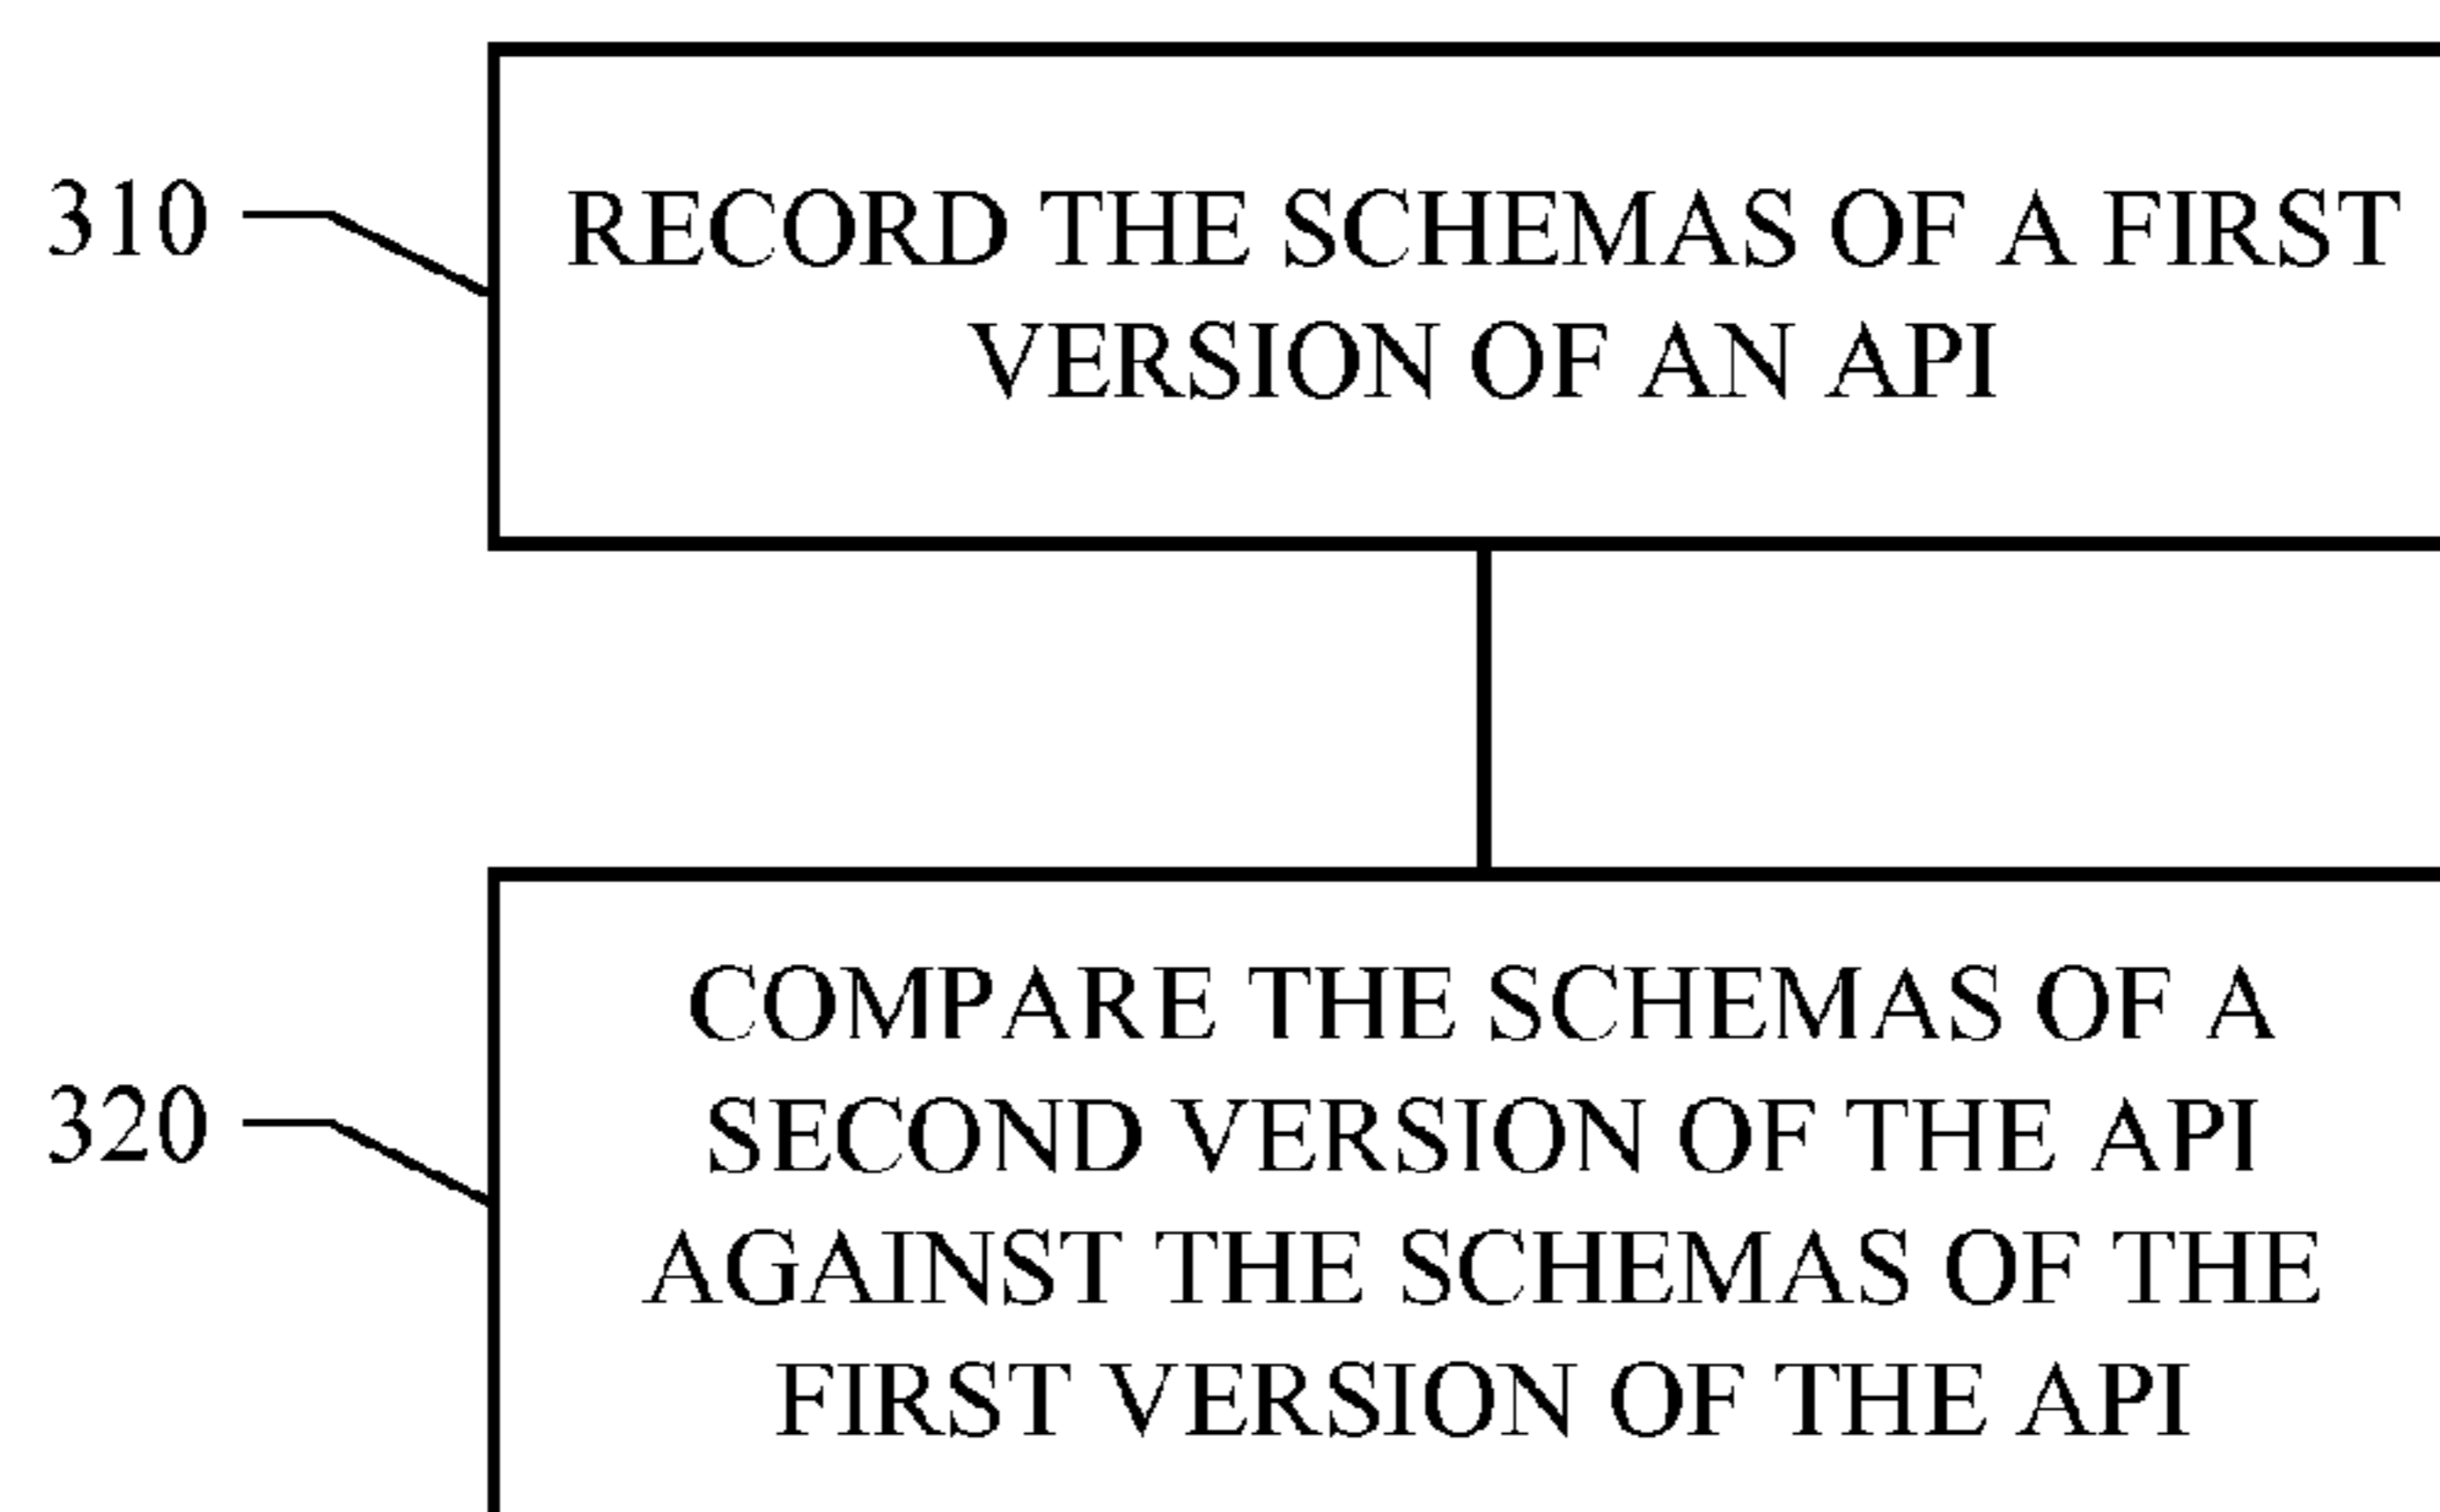 310
RECORD THE SCHEMAS OF A FIRST
VERSION OF AN API
320
COMPARE THE SCHEMAS OF A
SECOND VERSION OF THE API
AGAINST THE SCHEMAS OF THE
FIRST VERSION OF THE API